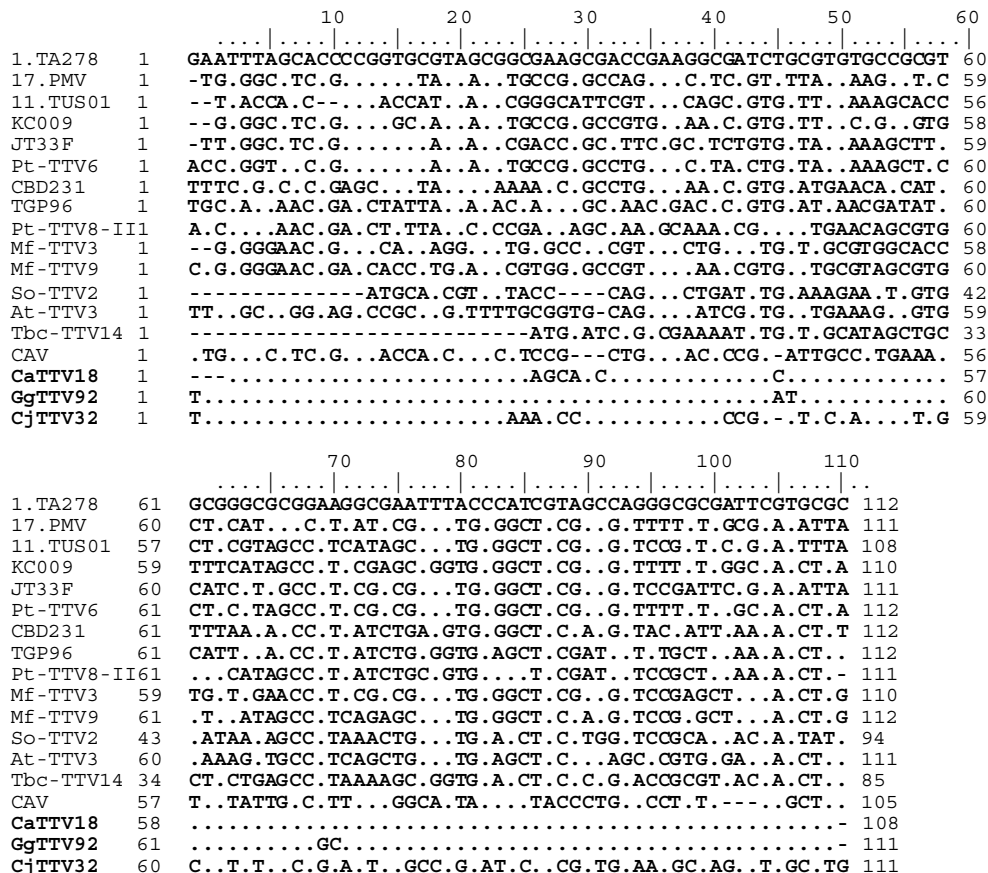 10 20 30 40 50 60
....|....|....|....|....|....|....|....|....|....|....|....|
1.TA278 1 GAATTTAGCACCCCGGTGCGTAGCGGCGAAGCGACCGAAGGCGATCTGCGTGTGCCGCGT 60
17.PMV 1 -TG.GGC.TC.G......TA..A..TGCCG.GCCAG...C.TC.GT.TTA..AAG..T.C 59
11.TUS01 1 --T.ACCA.C--...ACCAT..A..CGGGCATTCGT...CAGC.GTG.TT..AAAGCACC 56
KC009 1 --G.GGC.TC.G....GC.A..A..TGCCG.GCCGTG..AA.C.GTG.TT..C.G..GTG 58
JT33F 1 -TT.GGC.TC.G.......A..A..CGACC.GC.TTC.GC.TCTGTG.TA..AAAGCTT. 59
Pt-TTV6 1 ACC.GGT..C.G.......A..A..TGCCG.GCCTG...C.TA.CTG.TA..AAAGCT.C 60
CBD231 1 TTTC.G.C.C.GAGC...TA....AAAA.C.GCCTG...AA.C.GTG.ATGAACA.CAT. 60
TGP96 1 TGC.A..AAC.GA.CTATTA..A.ACA...GC.AAC.GAC.C.GTG.AT.AACGATAT. 60
Pt-TTV8-II1 A.C....AAC.GA.CT.TTA..C.CCGA..AGC.AA.GCAAA.CG....TGAACAGCGTG 60
Mf-TTV3 1 --G.GGGAAC.G...CA..AGG...TG.GCC..CGT...CTG...TG.T.GCGTGGCACC 58
Mf-TTV9 1 C.G.GGGAAC.GA.CACC.TG.A..CGTGG.GCCGT....AA.CGTG..TGCGTAGCGTG 60
So-TTV2 1 --------------ATGCA.CGT..TACC----CAG...CTGAT.TG.AAAGAA.T.GTG 42
At-TTV3 1 TT..GC..GG.AG.CCGC..G.TTTTGCGGTG-CAG...ATCG.TG..TGAAAG..GTG 59
Tbc-TTV14 1 ---------------------------ATG.ATC.G.CGAAAAT.TG.T.GCATAGCTGC 33
CAV 1 .TG...C.TC.G...ACCA.C...C.TCCG---CTG...AC.CCG.-ATTGCC.TGAAA. 56
CaTTV18 1 ---........................AGCA.C.............C............. 57
GgTTV92 1 T.............................................AT............ 60
CjTTV32 1 T........................AAA.CC...........CCG.-.T.C.A....T.G 59
70 80 90 100 110
....|....|....|....|....|....|....|....|....|....|..
1.TA278 61 GCGGGCGCGGAAGGCGAATTTACCCATCGTAGCCAGGGCGCGATTCGTGCGC 112
17.PMV 60 CT.CAT...C.T.AT.CG...TG.GGCT.CG..G.TTTT.T.GCG.A.ATTA 111
11.TUS01 57 CT.CGTAGCC.TCATAGC...TG.GGCT.CG..G.TCCG.T.C.G.A.TTTA 108
KC009 59 TTTCATAGCC.T.CGAGC.GGTG.GGCT.CG..G.TTTT.T.GGC.A.CT.A 110
JT33F 60 CATC.T.GCC.T.CG.CG...TG.GGCT.CG..G.TCCGATTC.G.A.ATTA 111
Pt-TTV6 61 CT.C.TAGCC.T.CG.CG...TG.GGCT.CG..G.TTTT.T..GC.A.CT.A 112
CBD231 61 TTTAA.A.CC.T.ATCTGA.GTG.GGCT.C.A.G.TAC.ATT.AA.A.CT.T 112
TGP96 61 CATT..A.CC.T.ATCTG.GGTG.AGCT.CGAT..T.TGCT..AA.A.CT.. 112
Pt-TTV8-II61 ...CATAGCC.T.ATCTGC.GTG....T.CGAT..TCCGCT..AA.A.CT.- 111
Mf-TTV3 59 TG.T.GAACC.T.CG.CG...TG.GGCT.CG..G.TCCGAGCT...A.CT.G 110
Mf-TTV9 61 .T..ATAGCC.TCAGAGC...TG.GGCT.C.A.G.TCCG.GCT...A.CT.G 112
So-TTV2 43 .ATAA.AGCC.TAAACTG...TG.A.CT.C.TGG.TCCGCA..AC.A.TAT. 94
At-TTV3 60 .AAAG.TGCC.TCAGCTG...TG.AGCT.C...AGC.CGTG.GA..A.CT.. 111
Tbc-TTV14 34 CT.CTGAGCC.TAAAAGC.GGTG.A.CT.C.C.G.ACCGCGT.AC.A.CT.. 85
CAV 57 T..TATTG.C.TT...GGCA.TA....TACCCTG..CCT.T.---..GCT.. 105
CaTTV18 58 ...................................................- 108
GgTTV92 61 ..........GC.......................................- 111
CjTTV32 60 C..T.T..C.G.A.T..GCC.G.AT.C..CG.TG.AA.GC.AG..T.GC.TG 111